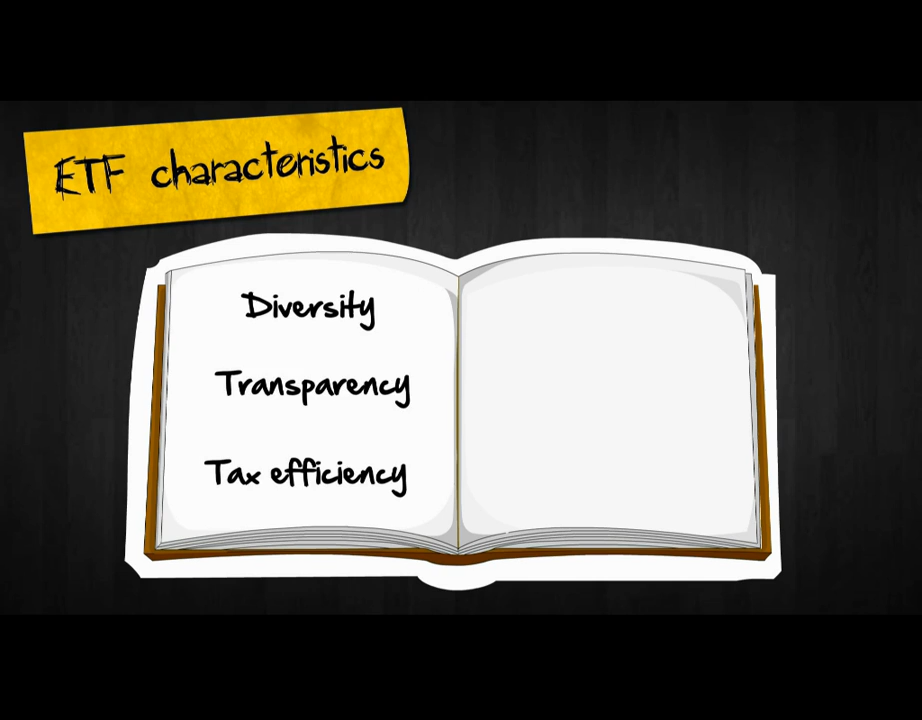 ETF characteristics
Diversity
Transparency
Tax efficiency